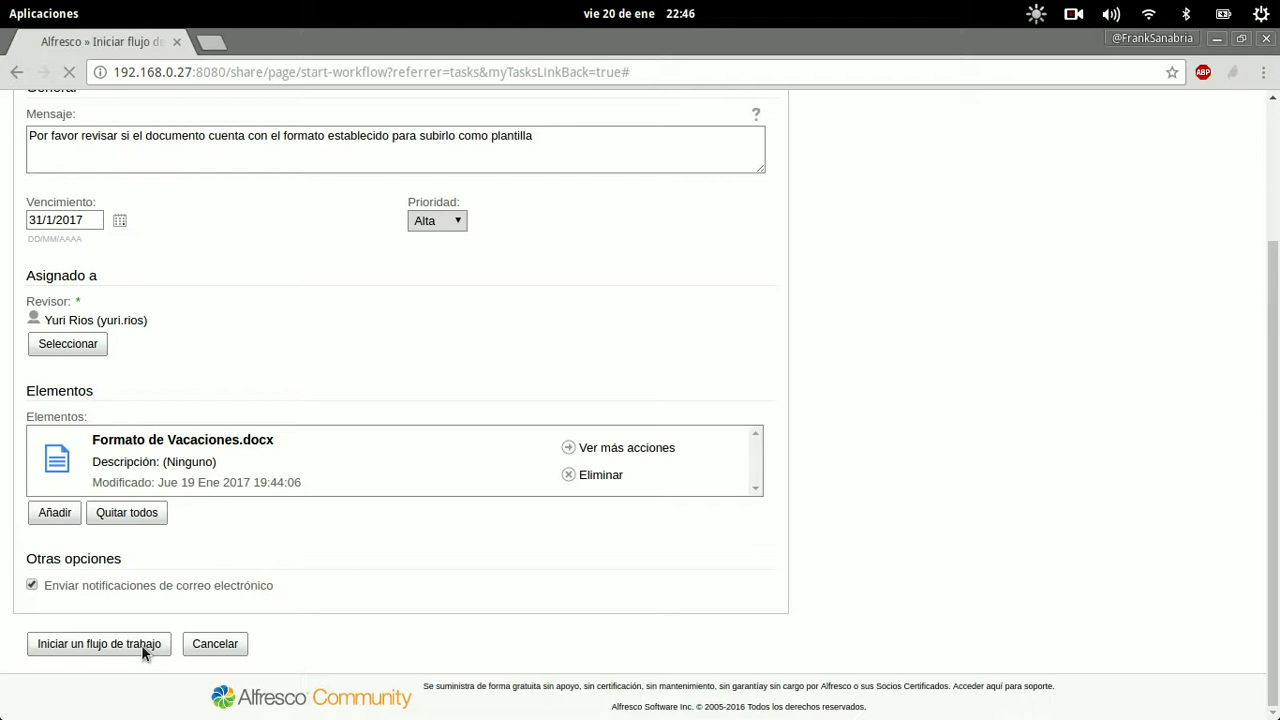 Aplicaciones
vie 20 de ene 22:46
Alfresco » Iniciar flujo de
@FrankSanabria
192.168.0.27:8080/share/page/start-workflow?referrer=tasks&myTasksLInkBack=true#
ABP
General
Mensaje:
?
Por favor revisar si el documento cuenta con el formato establecido para subirlo como plantilla
Vencimiento:
Prioridad:
31/1/2017
Alta
DD/MM/AAAA
Asignado a
Revisor: *
Yuri Rios (yuri.rios)
Seleccionar
Elementos
Elementos:
Formato de Vacaciones.docx
Ver más acciones
Descripción: (Ninguno)
Eliminar
Modificado: Jue 19 Ene 2017 19:44:06
Añadir
Quitar todos
Otras opciones
Enviar notificaciones de correo electrónico
Iniciar un flujo de trabajo
Cancelar
Alfresco Community
Se suministra de forma gratuita sin apoyo, sin certificación, sin mantenimiento, sin garantíay sin cargo por Alfresco o sus Socios Certificados. Acceder aquí para soporte.
Alfresco Software Inc. © 2005-2016 Todos los derechos reservados.